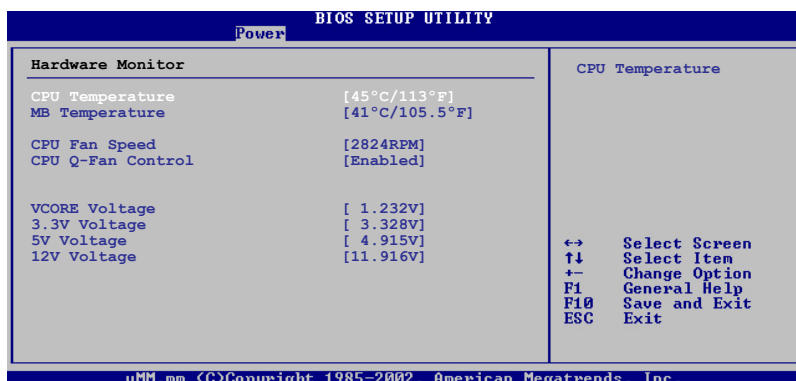 BIOS SETUP UTILITY
Power
Hardware Monitor
CPU Temperature [45°C/113°F]
MB Temperature [41°C/105.5°F]
CPU Fan Speed [2824RPM]
CPU Q-Fan Control [Enabled]
VCORE Voltage [ 1.232V]
3.3V Voltage [ 3.328V]
5V Voltage [ 4.915V]
12V Voltage [11.916V]
CPU Temperature
←→ Select Screen
↑↓ Select Item
+- Change Option
F1 General Help
F10 Save and Exit
ESC Exit
(C)Copyright 1985-2002, American Megatrends, Inc